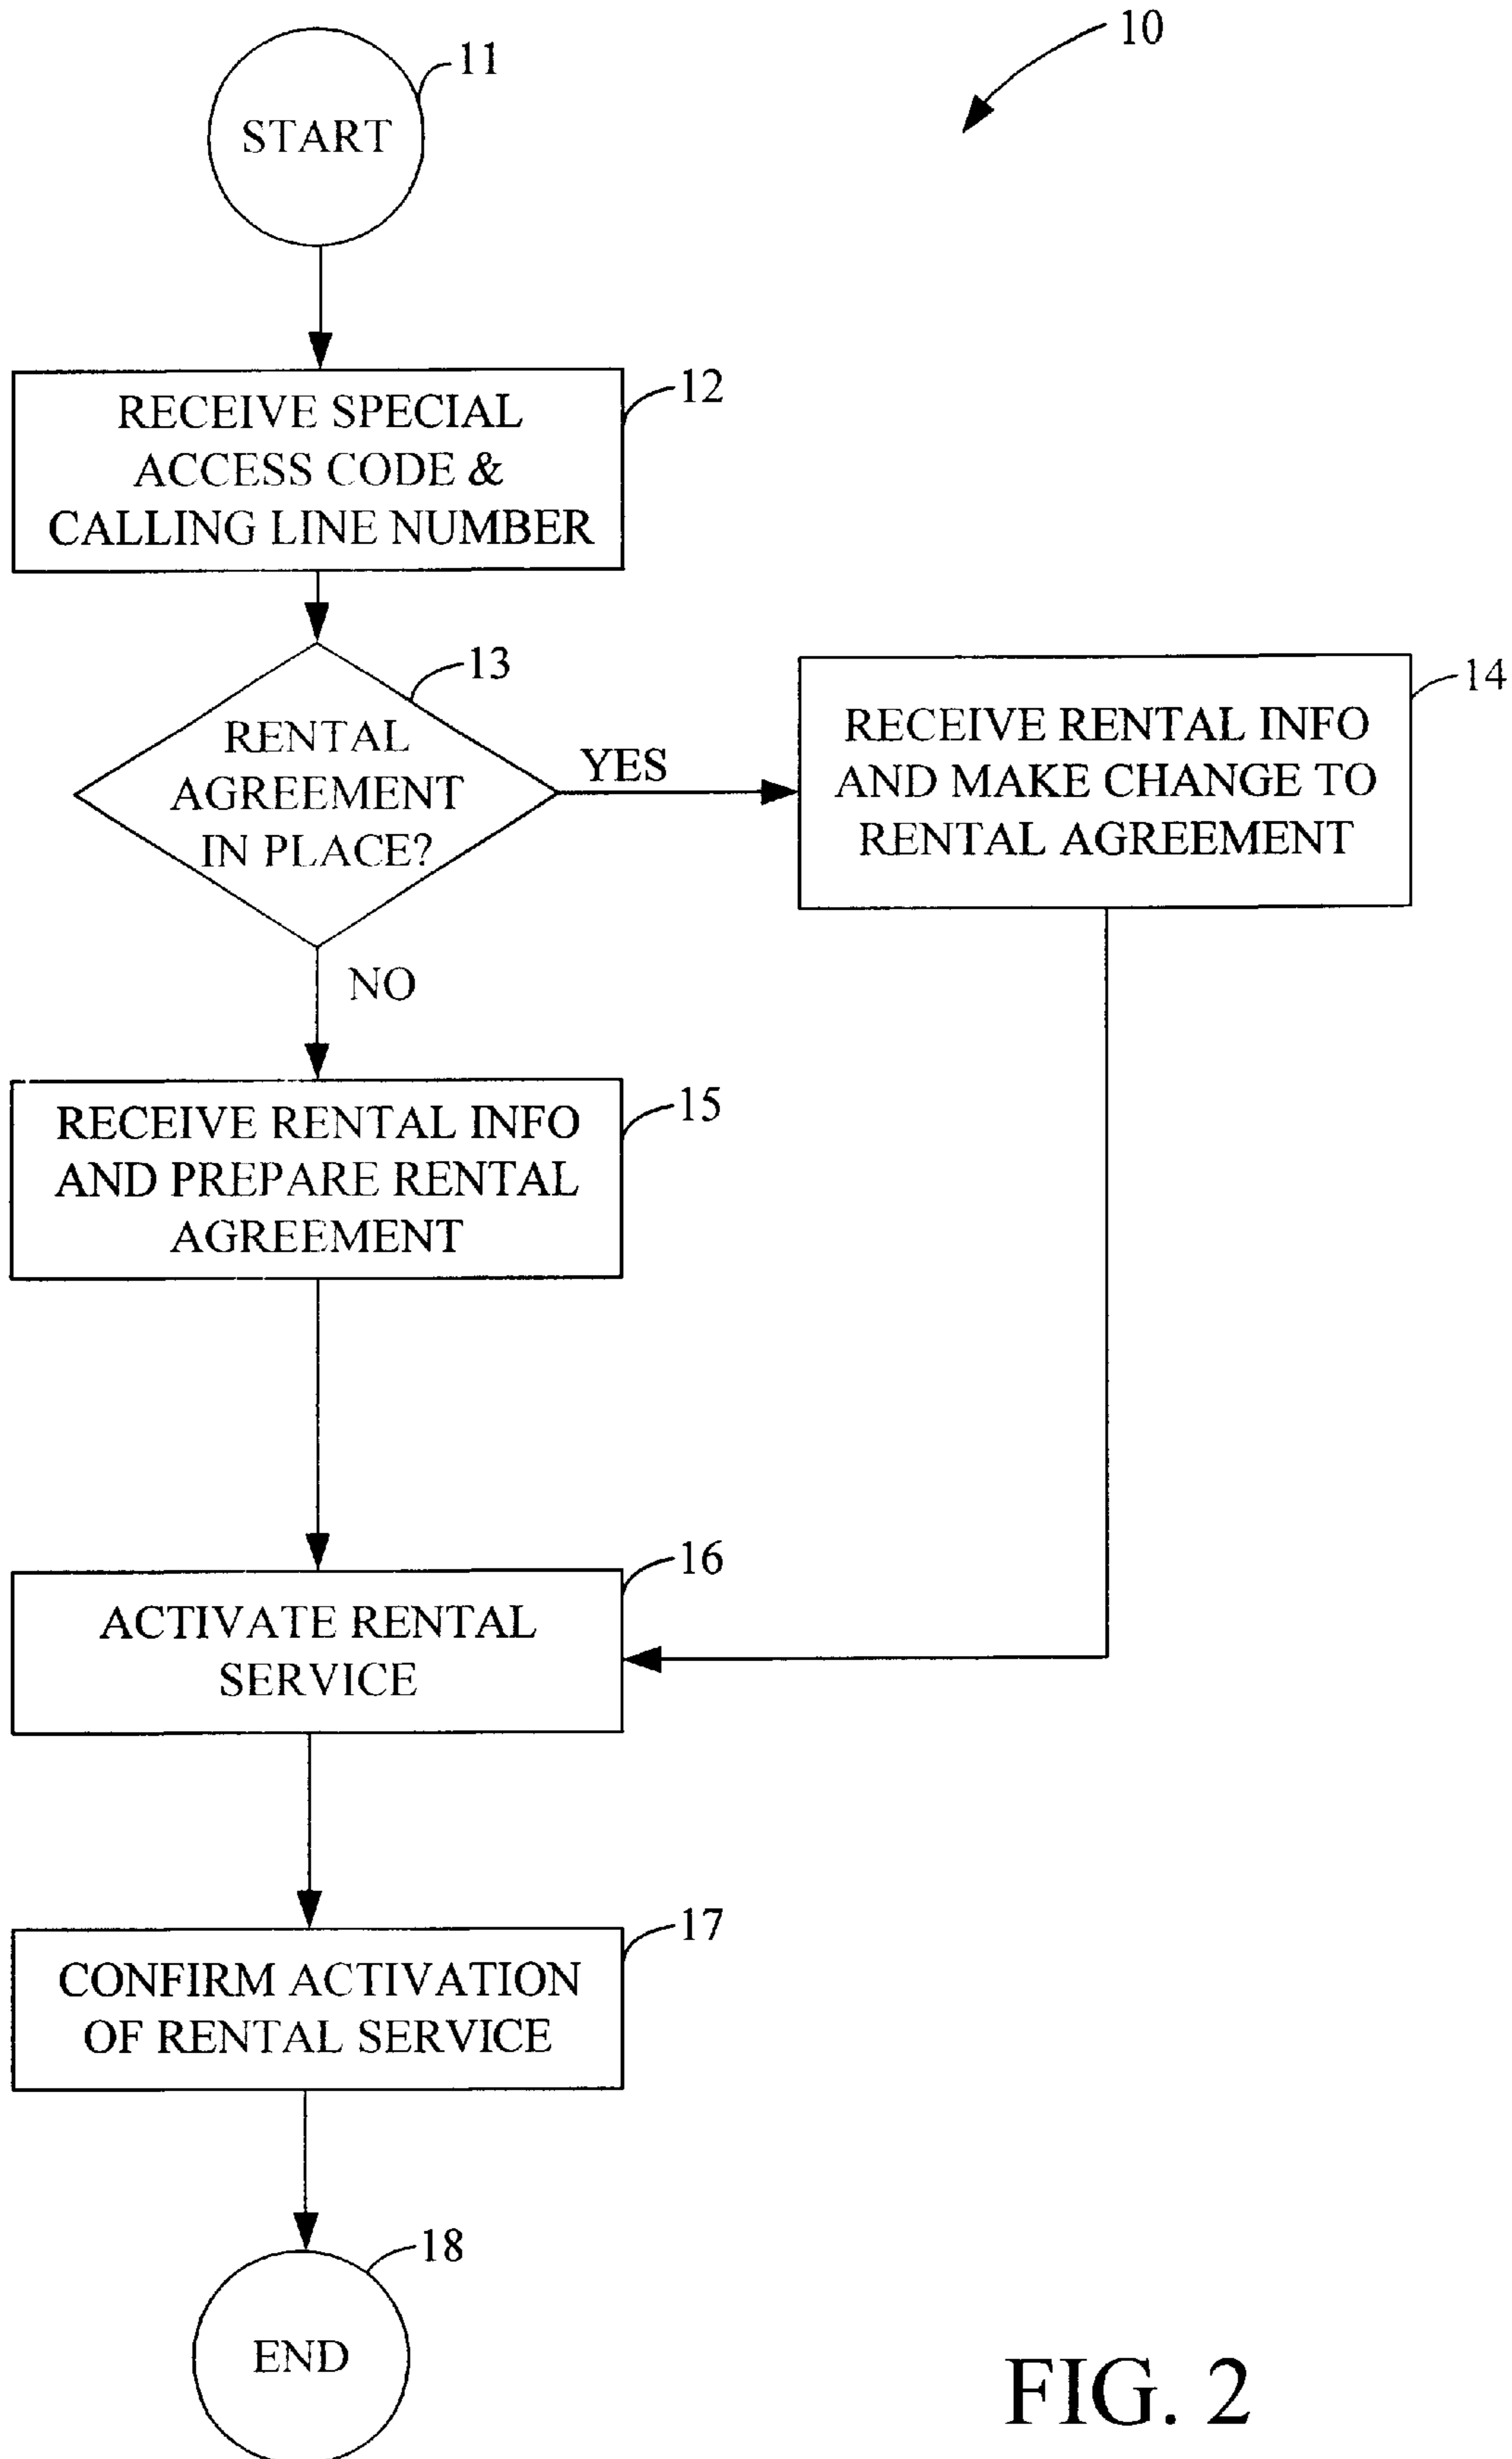 10
11
START
12
RECEIVE SPECIAL
ACCESS CODE &
CALLING LINE NUMBER
13
RENTAL
AGREEMENT
IN PLACE?
YES
14
RECEIVE RENTAL INFO
AND MAKE CHANGE TO
RENTAL AGREEMENT
NO
15
RECEIVE RENTAL INFO
AND PREPARE RENTAL
AGREEMENT
16
ACTIVATE RENTAL
SERVICE
17
CONFIRM ACTIVATION
OF RENTAL SERVICE
18
END
FIG. 2